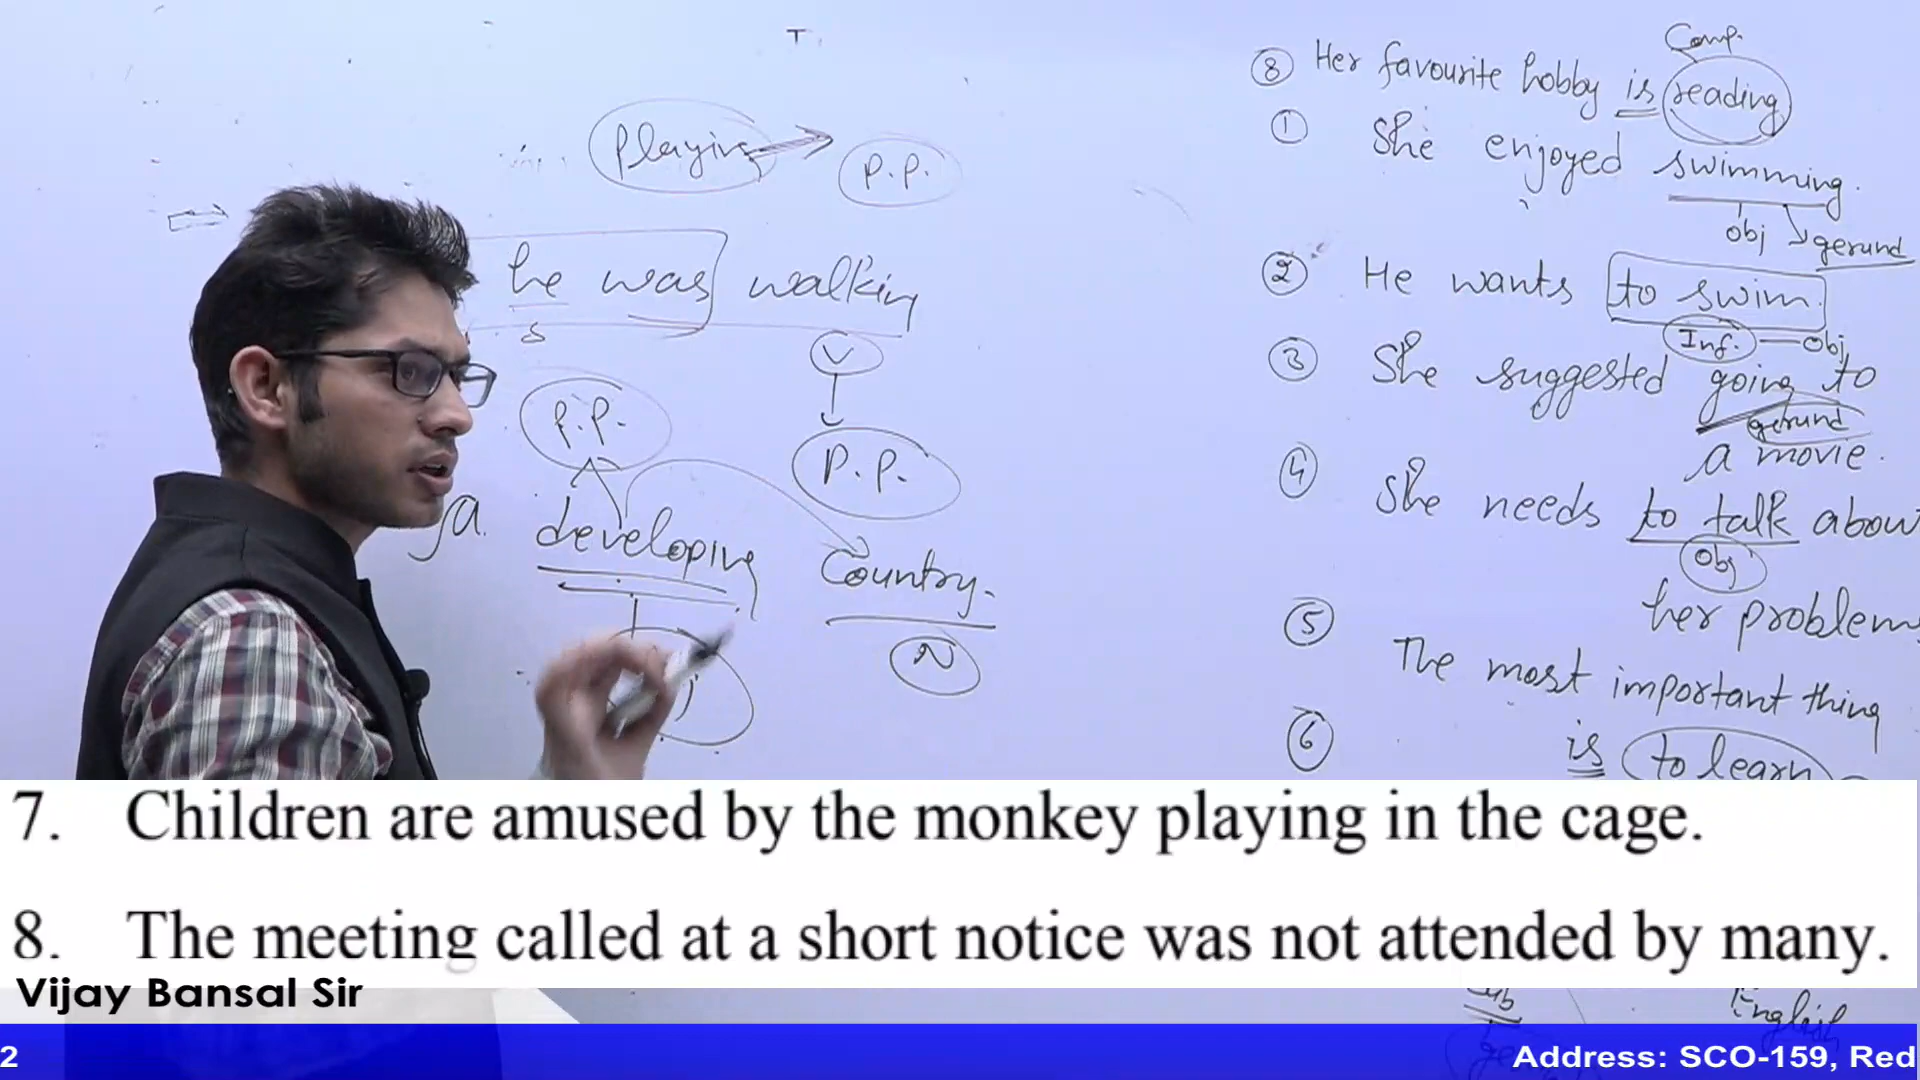 Playing → P.P.
he was walking
S
V
P.P.
P.P.
a developing Country.
N
Comp.
③ Her favourite hobby is reading
① She enjoyed swimming.
obj gerund
② He wants to swim.
Inf. — Obj
③ She suggested going to
gerund
a movie.
④ She needs to talk about
Obj
her problems
⑤ The most important thing
⑥ is to learn
English
7. Children are amused by the monkey playing in the cage.
8. The meeting called at a short notice was not attended by many.
Vijay Bansal Sir
2 Address: SCO-159, Red